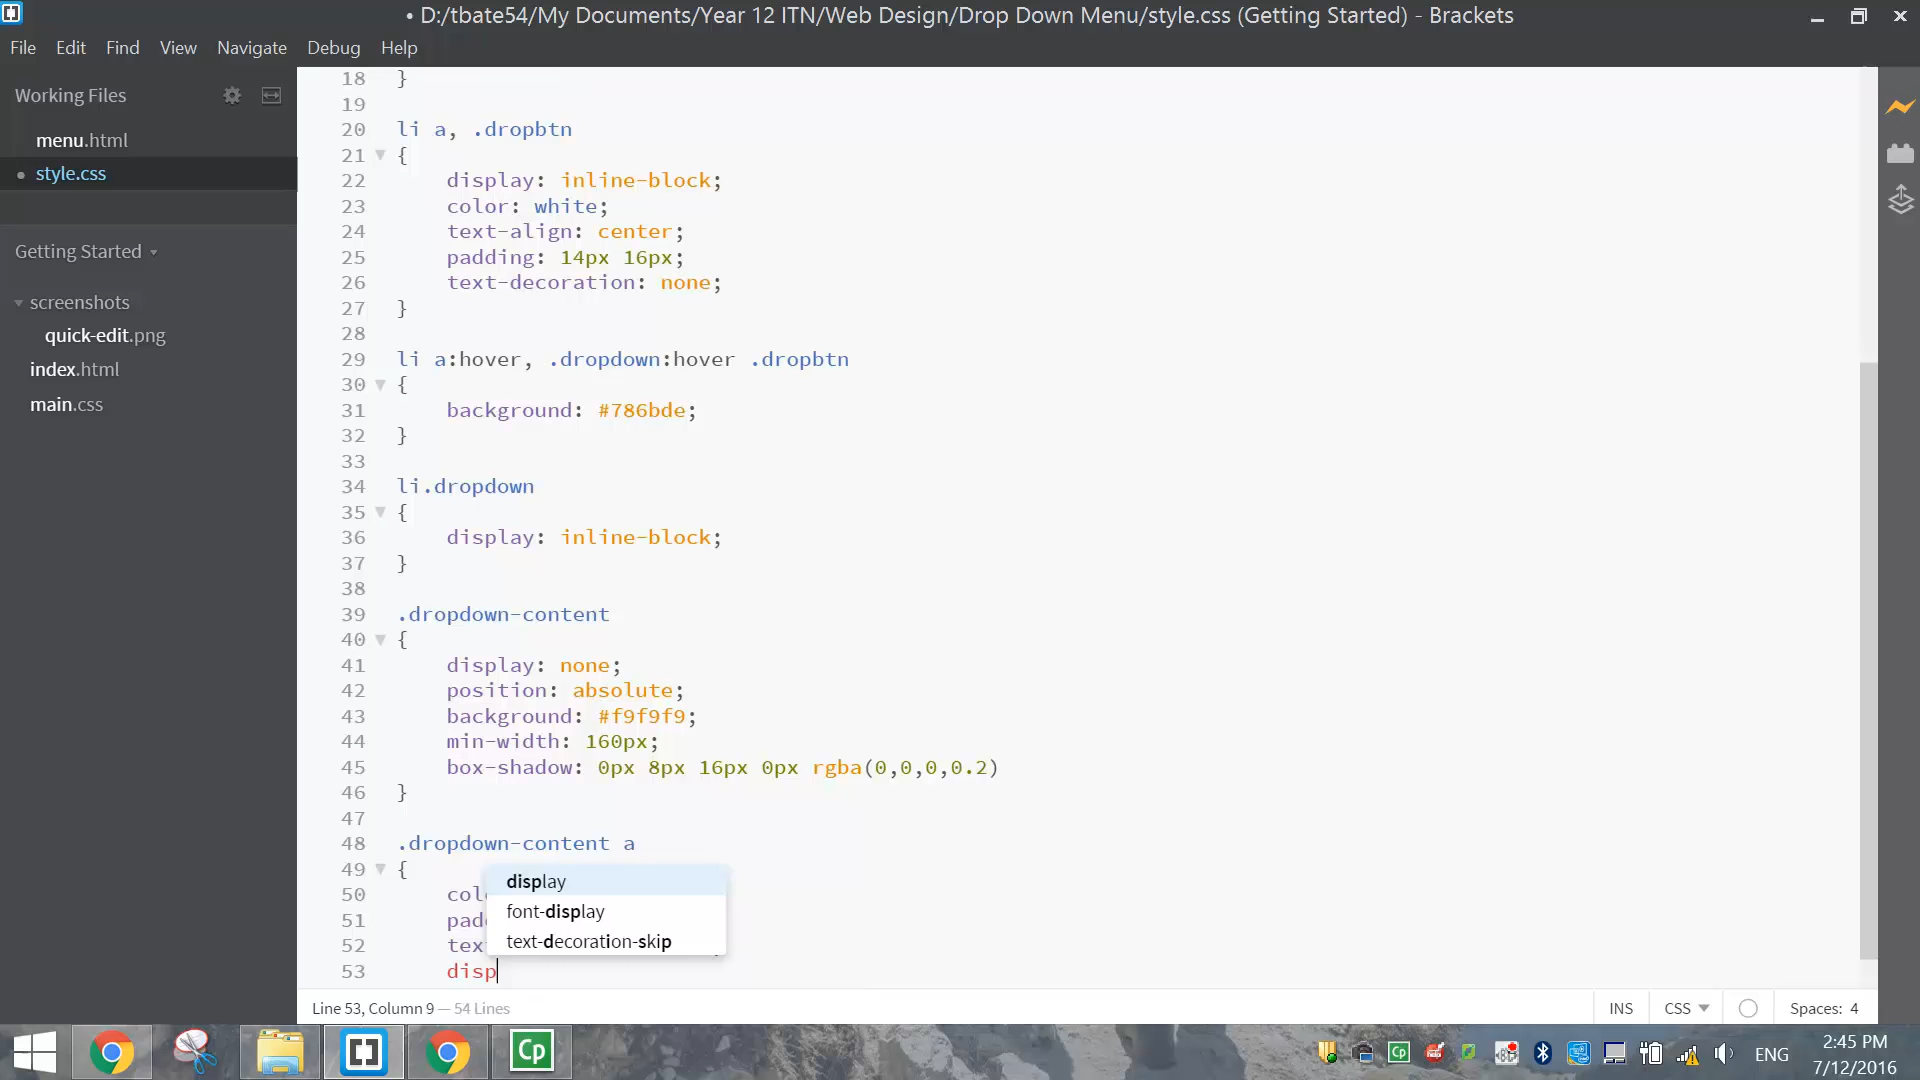 • D:/tbate54/My Documents/Year 12 ITN/Web Design/Drop Down Menu/style.css (Getting Started) - Brackets
File Edit Find View Navigate Debug Help
Working Files
menu.html
• style.css
Getting Started
screenshots
quick-edit.png
index.html
main.css
18 }
19
20 li a, .dropbtn
21 {
22 display: inline-block;
23 color: white;
24 text-align: center;
25 padding: 14px 16px;
26 text-decoration: none;
27 }
28
29 li a:hover, .dropdown:hover .dropbtn
30 {
31 background: #786bde;
32 }
33
34 li.dropdown
35 {
36 display: inline-block;
37 }
38
39 .dropdown-content
40 {
41 display: none;
42 position: absolute;
43 background: #f9f9f9;
44 min-width: 160px;
45 box-shadow: 0px 8px 16px 0px rgba(0,0,0,0.2)
46 }
47
48 .dropdown-content a
49 {
50 col
51 pad
52 tex
53 disp
display
font-display
text-decoration-skip
Line 53, Column 9 — 54 Lines
INS CSS Spaces: 4
Cp
Cp
ENG
2:45 PM
7/12/2016